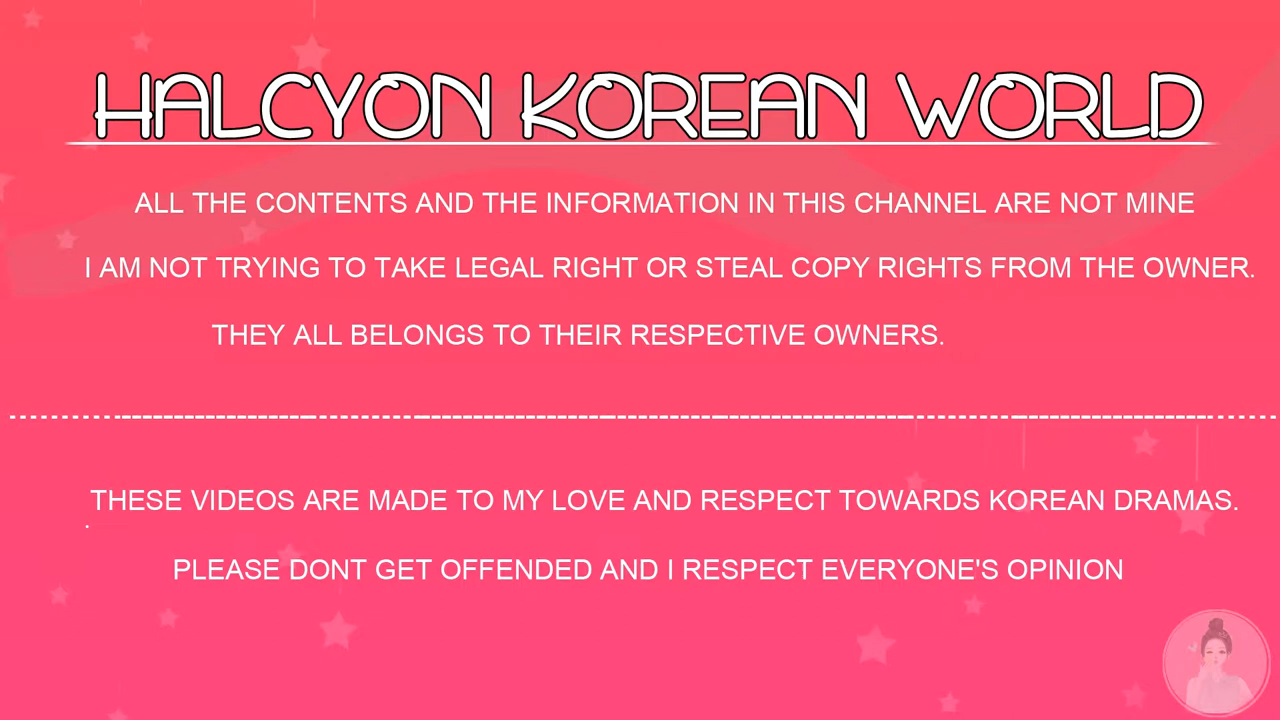 HALCYON KOREAN WORLD
ALL THE CONTENTS AND THE INFORMATION IN THIS CHANNEL ARE NOT MINE
I AM NOT TRYING TO TAKE LEGAL RIGHT OR STEAL COPY RIGHTS FROM THE OWNER.
THEY ALL BELONGS TO THEIR RESPECTIVE OWNERS.
THESE VIDEOS ARE MADE TO MY LOVE AND RESPECT TOWARDS KOREAN DRAMAS.
.
PLEASE DONT GET OFFENDED AND I RESPECT EVERYONE'S OPINION